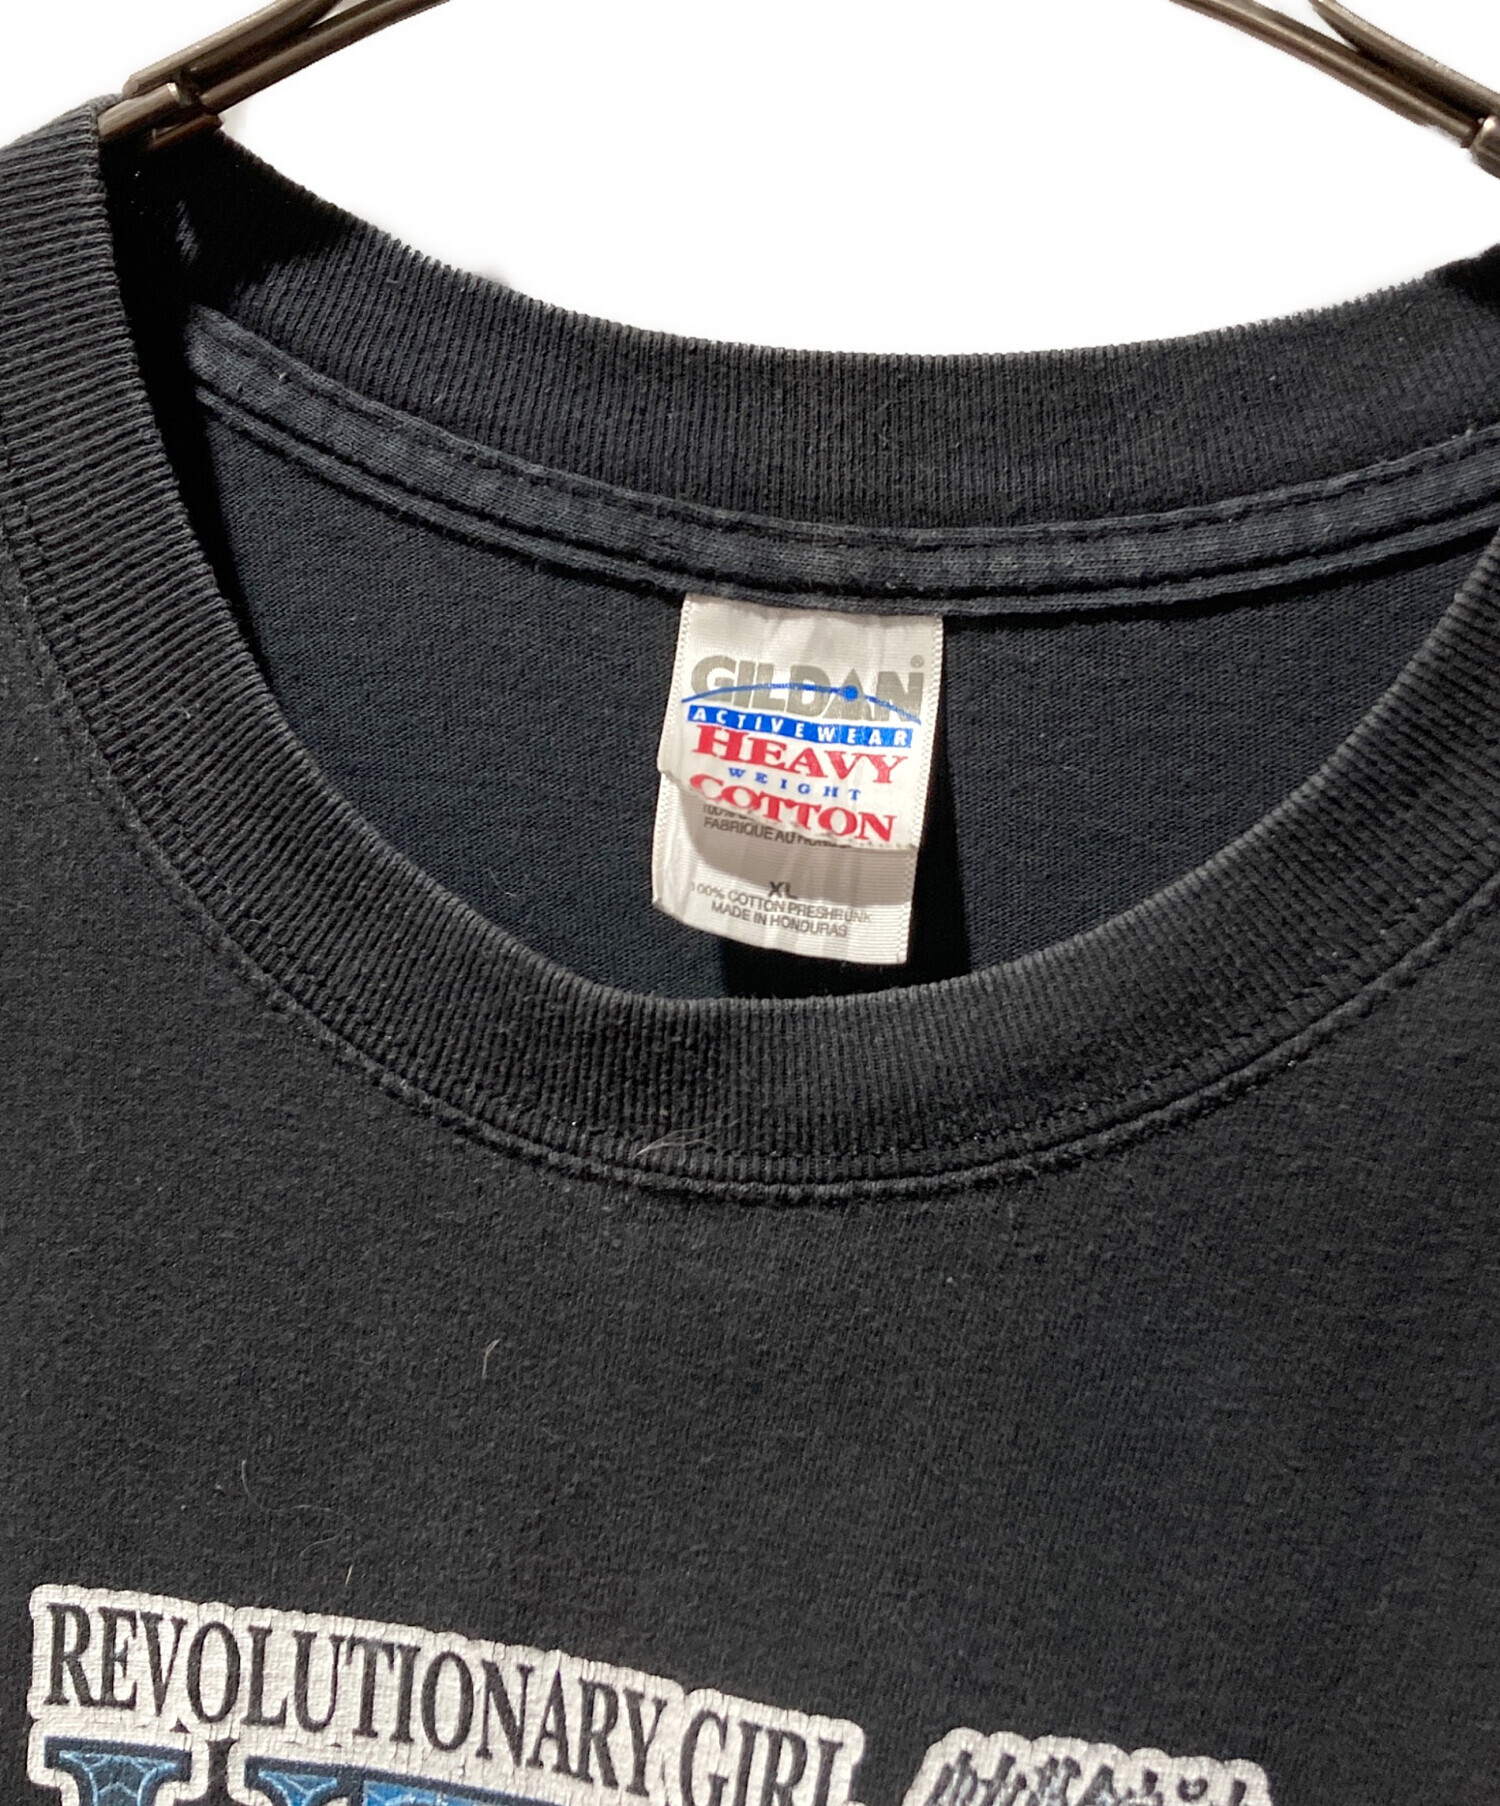 GILDAN®
ACTIVEWEAR
HEAVY
WEIGHT
COTTON
FABRIQUE AU
XL
100% COTTON PRESHRUNK
MADE IN HONDURAS
REVOLUTIONARY GIRL